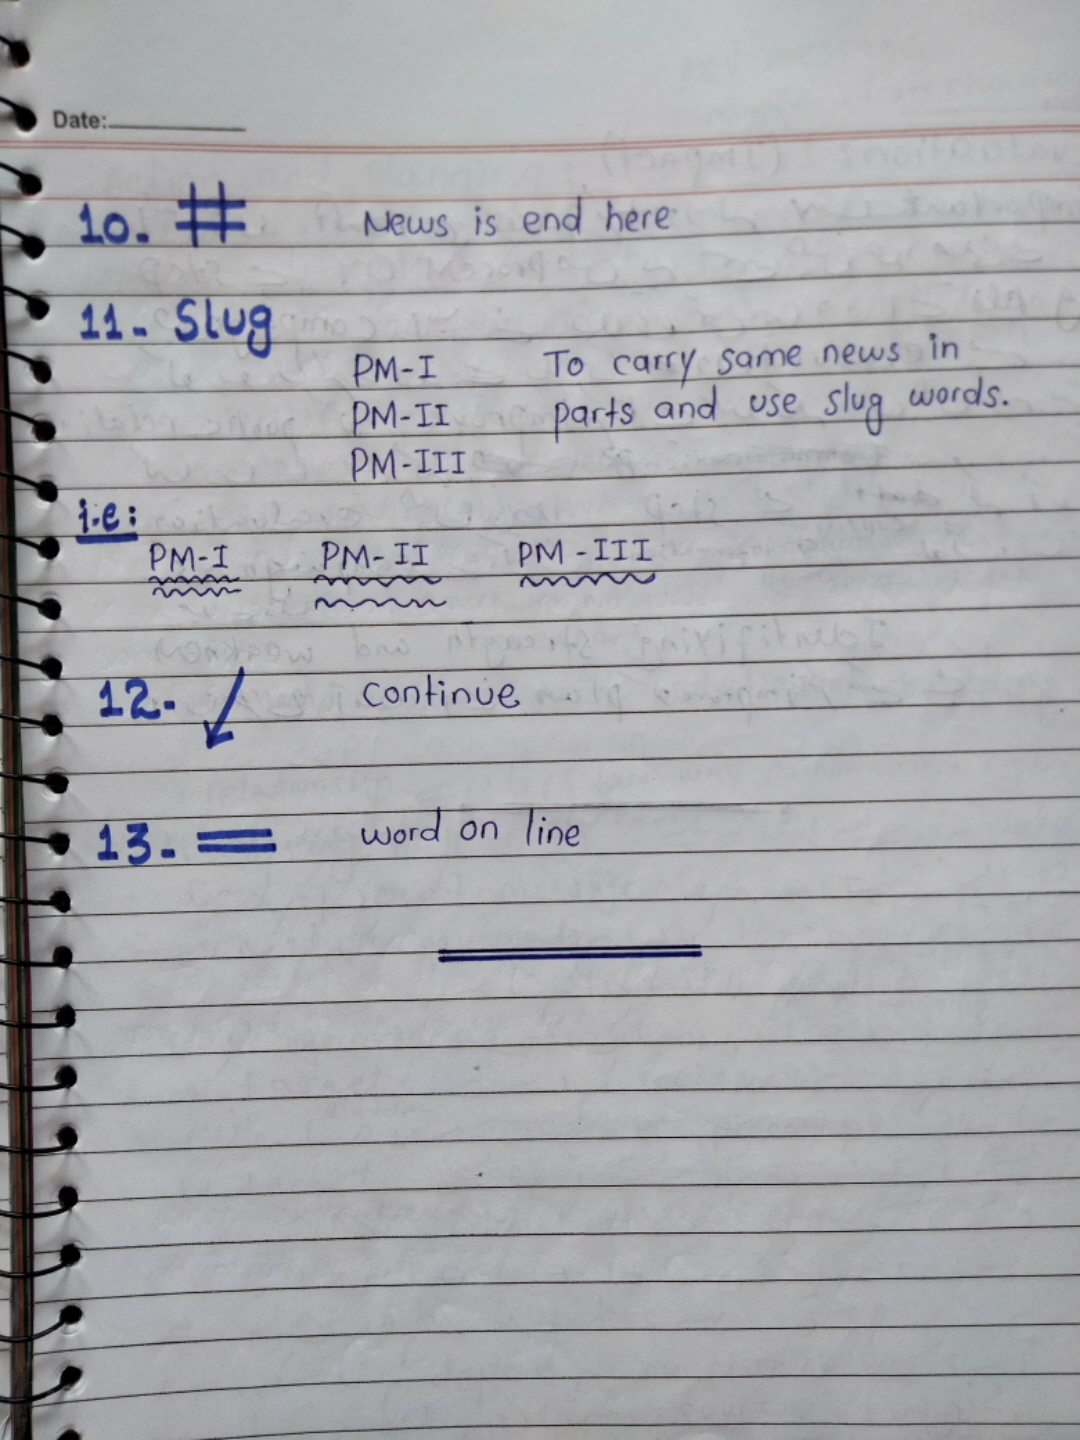 Date:
10. # News is end here
11- Slug
PM-I To carry same news in
PM-II parts and use slug words.
PM-III
i.e:
PM-I PM-II PM-III
12- ↙ continue
13- = word on line